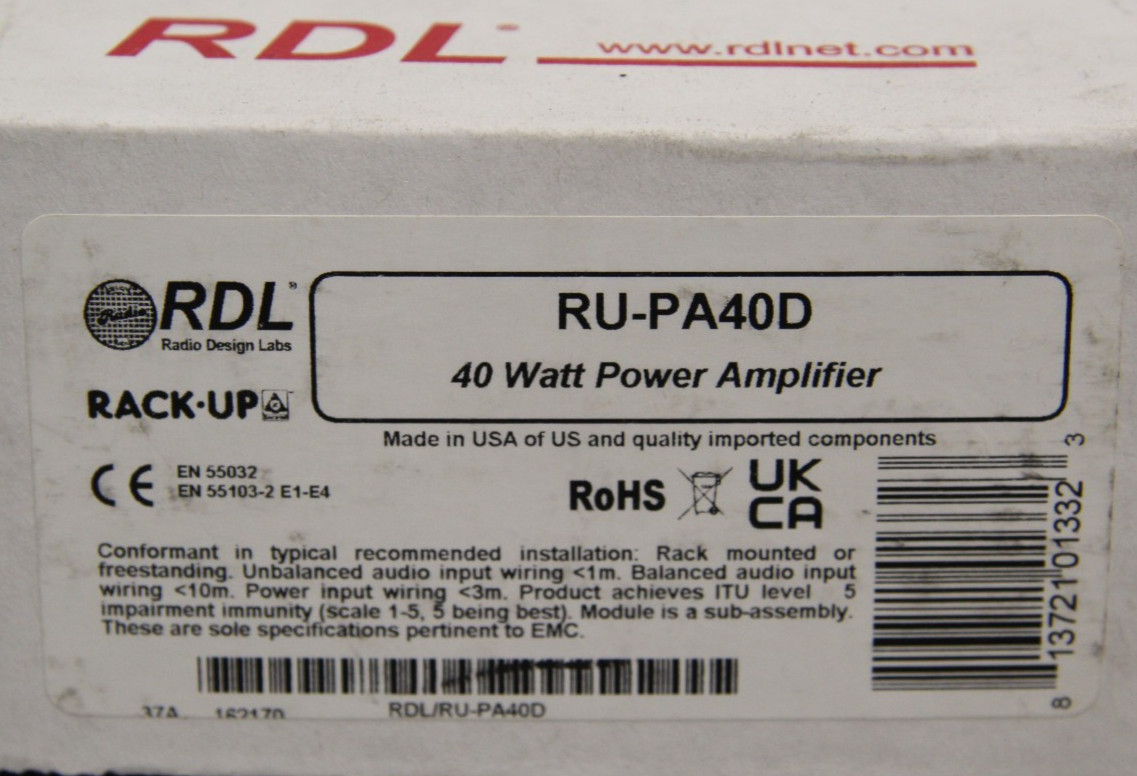 RDL® www.rdlnet.com
Radio
RDL®
Radio Design Labs
RACK·UP
RU-PA40D
40 Watt Power Amplifier
Made in USA of US and quality imported components
CE EN 55032
EN 55103-2 E1-E4
RoHS UK
CA
Conformant in typical recommended installation: Rack mounted or
freestanding. Unbalanced audio input wiring <1m. Balanced audio input
wiring <10m. Power input wiring <3m. Product achieves ITU level 5
impairment immunity (scale 1-5, 5 being best). Module is a sub-assembly.
These are sole specifications pertinent to EMC.
8 13721 01332 3
37A 162170 RDL/RU-PA40D